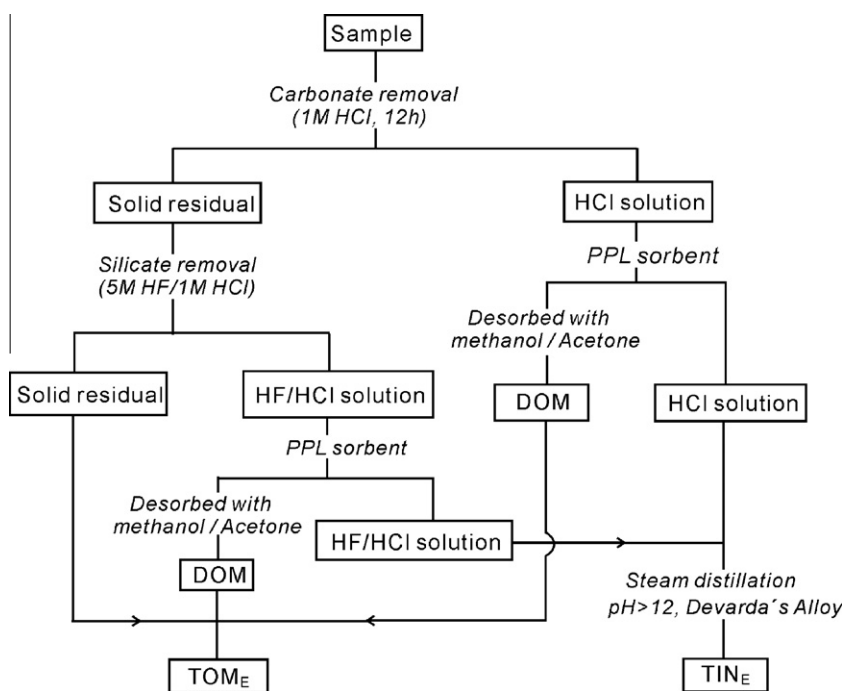 Sample
Carbonate removal
(1M HCl, 12h)
Solid residual
HCl solution
Silicate removal
(5M HF/1M HCl)
PPL sorbent
Desorbed with
methanol / Acetone
Solid residual
HF/HCl solution
DOM
HCl solution
PPL sorbent
Desorbed with
methanol / Acetone
HF/HCl solution
DOM
Steam distillation
pH>12, Devarda´s Alloy
TOME
TINE